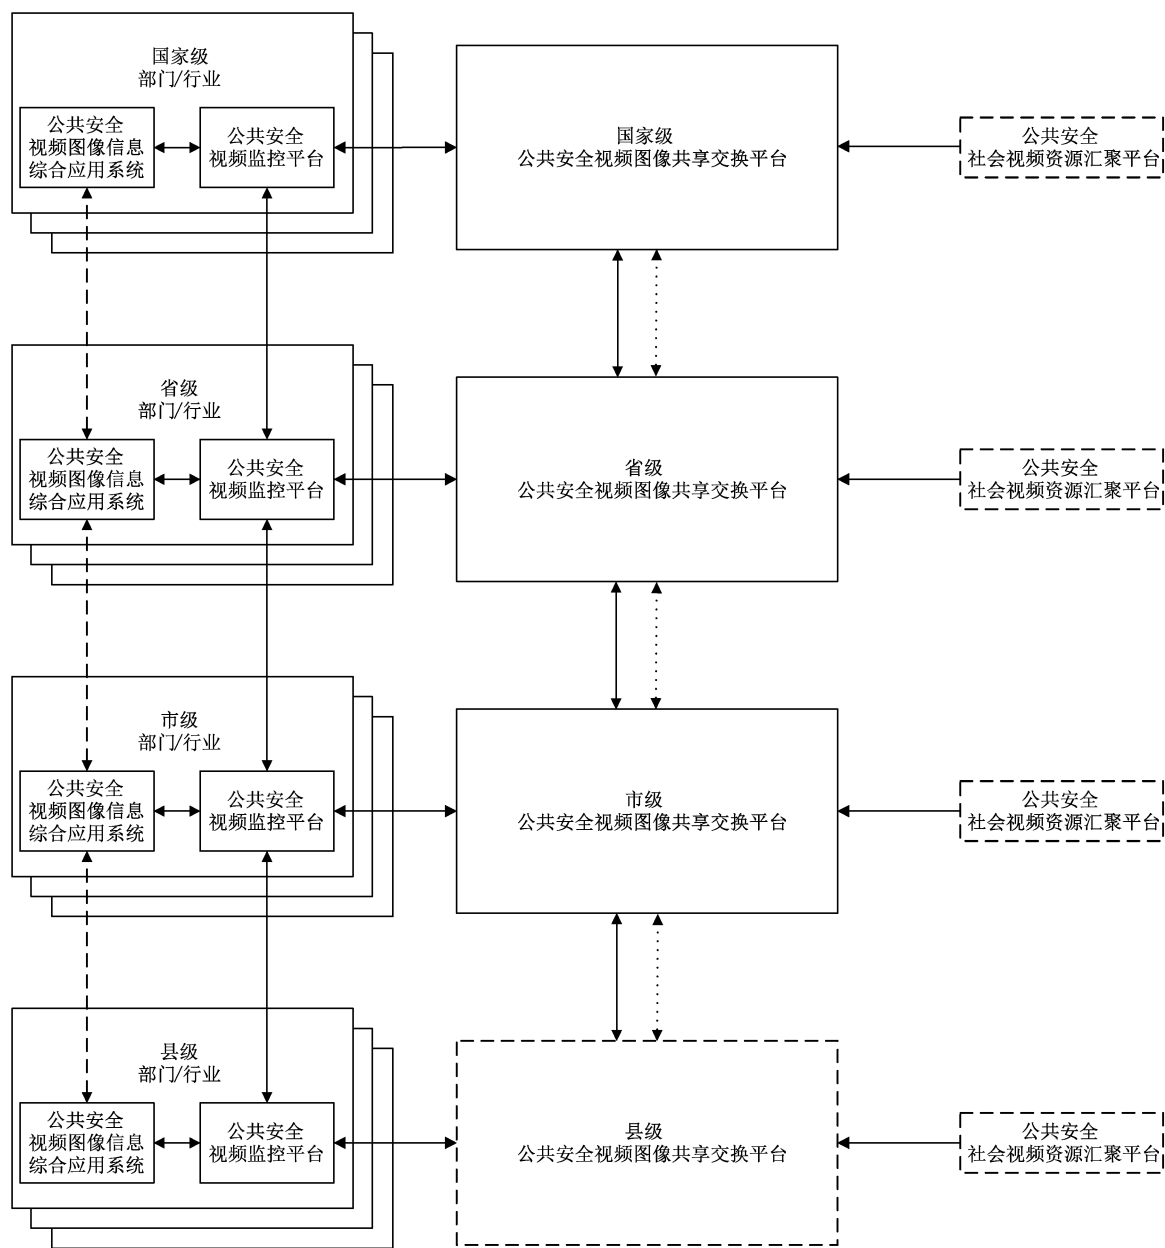 国家级
部门/行业
公共安全
视频图像信息
综合应用系统
公共安全
视频监控平台
国家级
公共安全视频图像共享交换平台
公共安全
社会视频资源汇聚平台
省级
部门/行业
公共安全
视频图像信息
综合应用系统
公共安全
视频监控平台
省级
公共安全视频图像共享交换平台
公共安全
社会视频资源汇聚平台
市级
部门/行业
公共安全
视频图像信息
综合应用系统
公共安全
视频监控平台
市级
公共安全视频图像共享交换平台
公共安全
社会视频资源汇聚平台
县级
部门/行业
公共安全
视频图像信息
综合应用系统
公共安全
视频监控平台
县级
公共安全视频图像共享交换平台
公共安全
社会视频资源汇聚平台